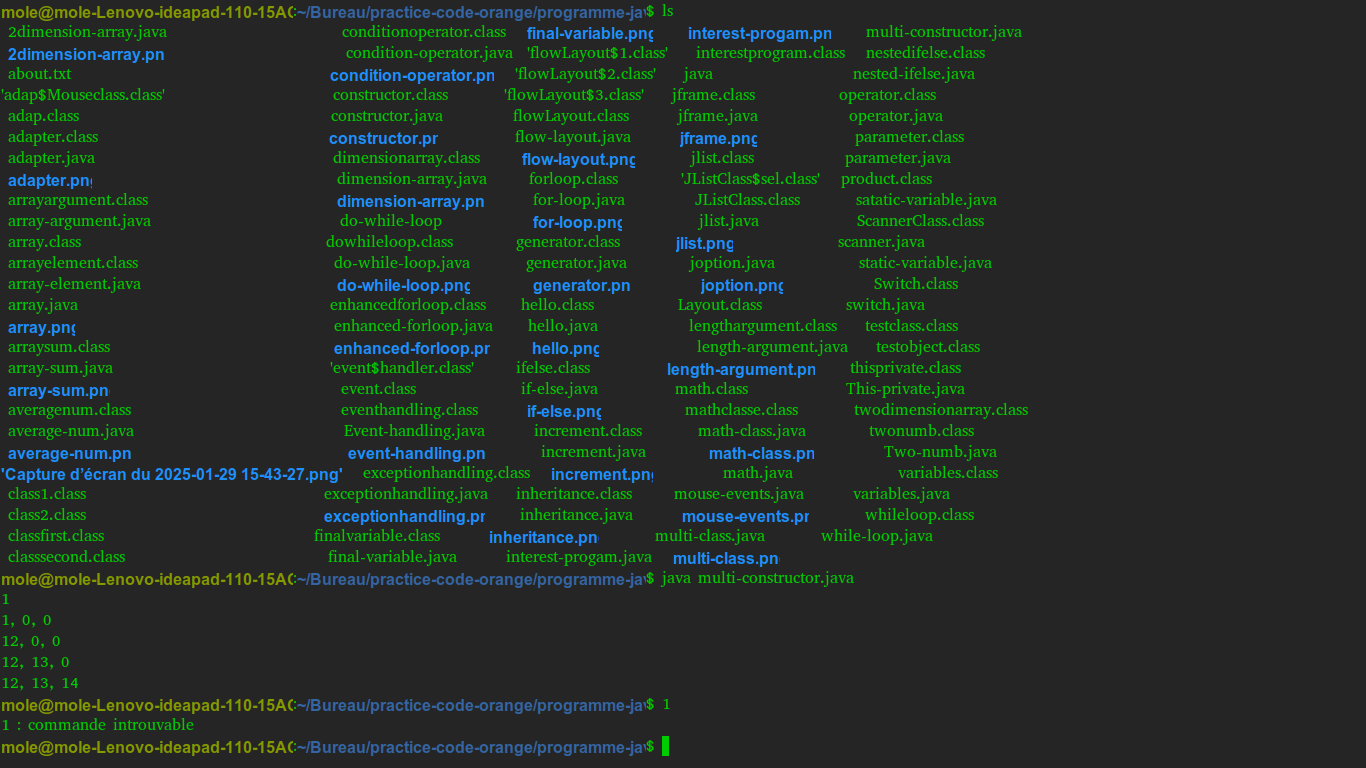 mole@mole-Lenovo-ideapad-110-15AC:~/Bureau/practice-code-orange/programme-jav$ ls
2dimension-array.java conditionoperator.class final-variable.png interest-progam.pn multi-constructor.java
2dimension-array.pn condition-operator.java 'flowLayout$1.class' interestprogram.class nestedifelse.class
about.txt condition-operator.pn 'flowLayout$2.class' java nested-ifelse.java
'adap$Mouseclass.class' constructor.class 'flowLayout$3.class' jframe.class operator.class
adap.class constructor.java flowLayout.class jframe.java operator.java
adapter.class constructor.pr flow-layout.java jframe.png parameter.class
adapter.java dimensionarray.class flow-layout.png jlist.class parameter.java
adapter.png dimension-array.java forloop.class 'JListClass$sel.class' product.class
arrayargument.class dimension-array.pn for-loop.java JListClass.class satatic-variable.java
array-argument.java do-while-loop for-loop.png jlist.java ScannerClass.class
array.class dowhileloop.class generator.class jlist.png scanner.java
arrayelement.class do-while-loop.java generator.java joption.java static-variable.java
array-element.java do-while-loop.png generator.pn joption.png Switch.class
array.java enhancedforloop.class hello.class Layout.class switch.java
array.png enhanced-forloop.java hello.java lengthargument.class testclass.class
arraysum.class enhanced-forloop.pr hello.png length-argument.java testobject.class
array-sum.java 'event$handler.class' ifelse.class length-argument.pn thisprivate.class
array-sum.pn event.class if-else.java math.class This-private.java
averagenum.class eventhandling.class if-else.png mathclasse.class twodimensionarray.class
average-num.java Event-handling.java increment.class math-class.java twonumb.class
average-num.pn event-handling.pn increment.java math-class.pn Two-numb.java
'Capture d’écran du 2025-01-29 15-43-27.png' exceptionhandling.class increment.png math.java variables.class
class1.class exceptionhandling.java inheritance.class mouse-events.java variables.java
class2.class exceptionhandling.pr inheritance.java mouse-events.pr whileloop.class
classfirst.class finalvariable.class inheritance.pn multi-class.java while-loop.java
classsecond.class final-variable.java interest-progam.java multi-class.pn
mole@mole-Lenovo-ideapad-110-15AC:~/Bureau/practice-code-orange/programme-jav$ java multi-constructor.java
1
1, 0, 0
12, 0, 0
12, 13, 0
12, 13, 14
mole@mole-Lenovo-ideapad-110-15AC:~/Bureau/practice-code-orange/programme-jav$ 1
1 : commande introuvable
mole@mole-Lenovo-ideapad-110-15AC:~/Bureau/practice-code-orange/programme-jav$